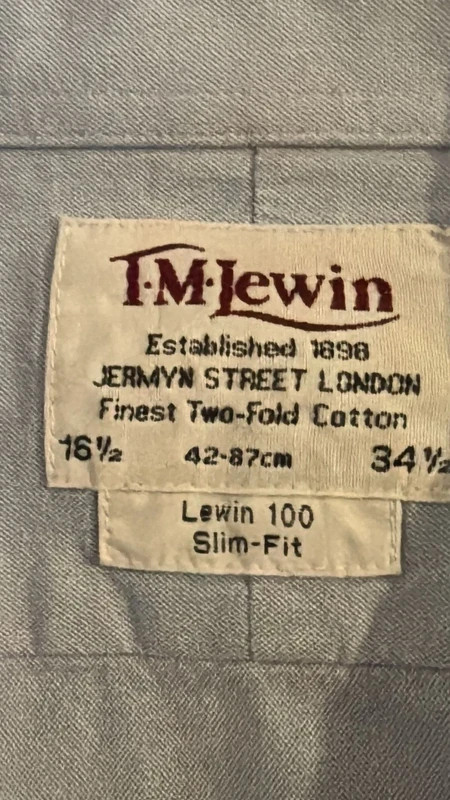 T·M·Lewin
Established 1898
JERMYN STREET LONDON
Finest Two-Fold Cotton
16½ 42-87cm 34½
Lewin 100
Slim-Fit